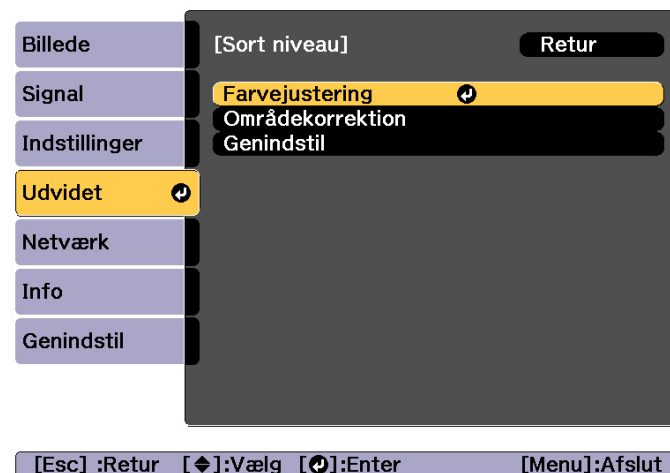 Billede
Signal
Indstillinger
Udvidet
Netværk
Info
Genindstil
[Sort niveau] Retur
Farvejustering
Områdekorrektion
Genindstil
[Esc] :Retur [ ]:Vælg [ ]:Enter [Menu]:Afslut